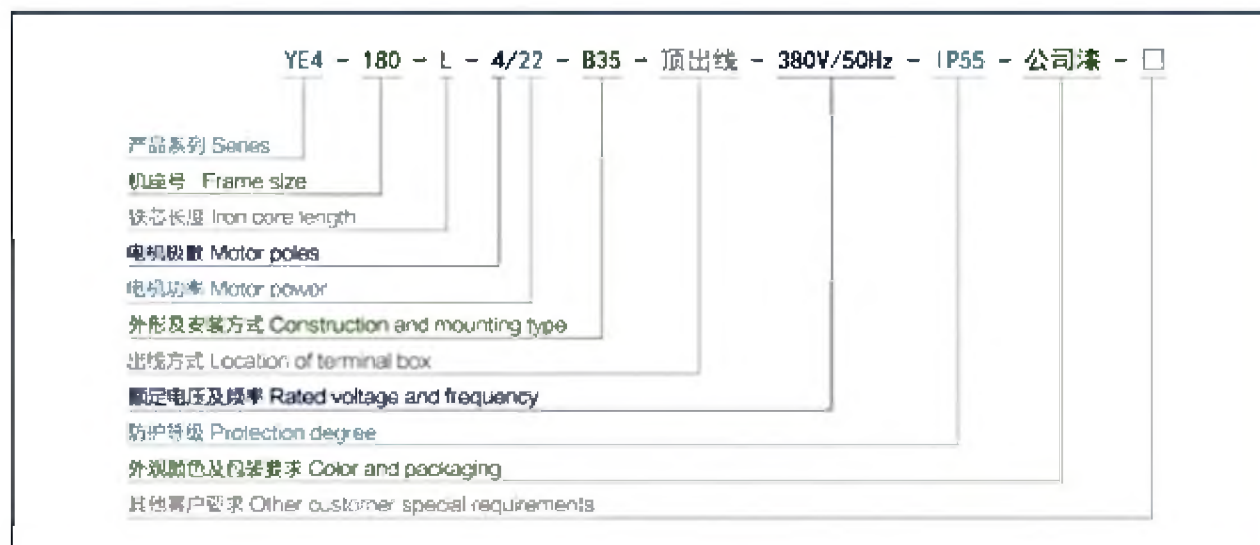 YE4 - 180 - L - 4/22 - B35 - 顶出线 - 380V/50Hz - IP55 - 公司漆 - □
产品系列 Series
机座号 Frame size
铁芯长度 Iron core length
电机极数 Motor poles
电机功率 Motor power
外形及安装方式 Construction and mounting type
出线方式 Location of terminal box
额定电压及频率 Rated voltage and frequency
防护等级 Protection degree
外观颜色及包装要求 Color and packaging
其他客户要求 Other customer special requirements